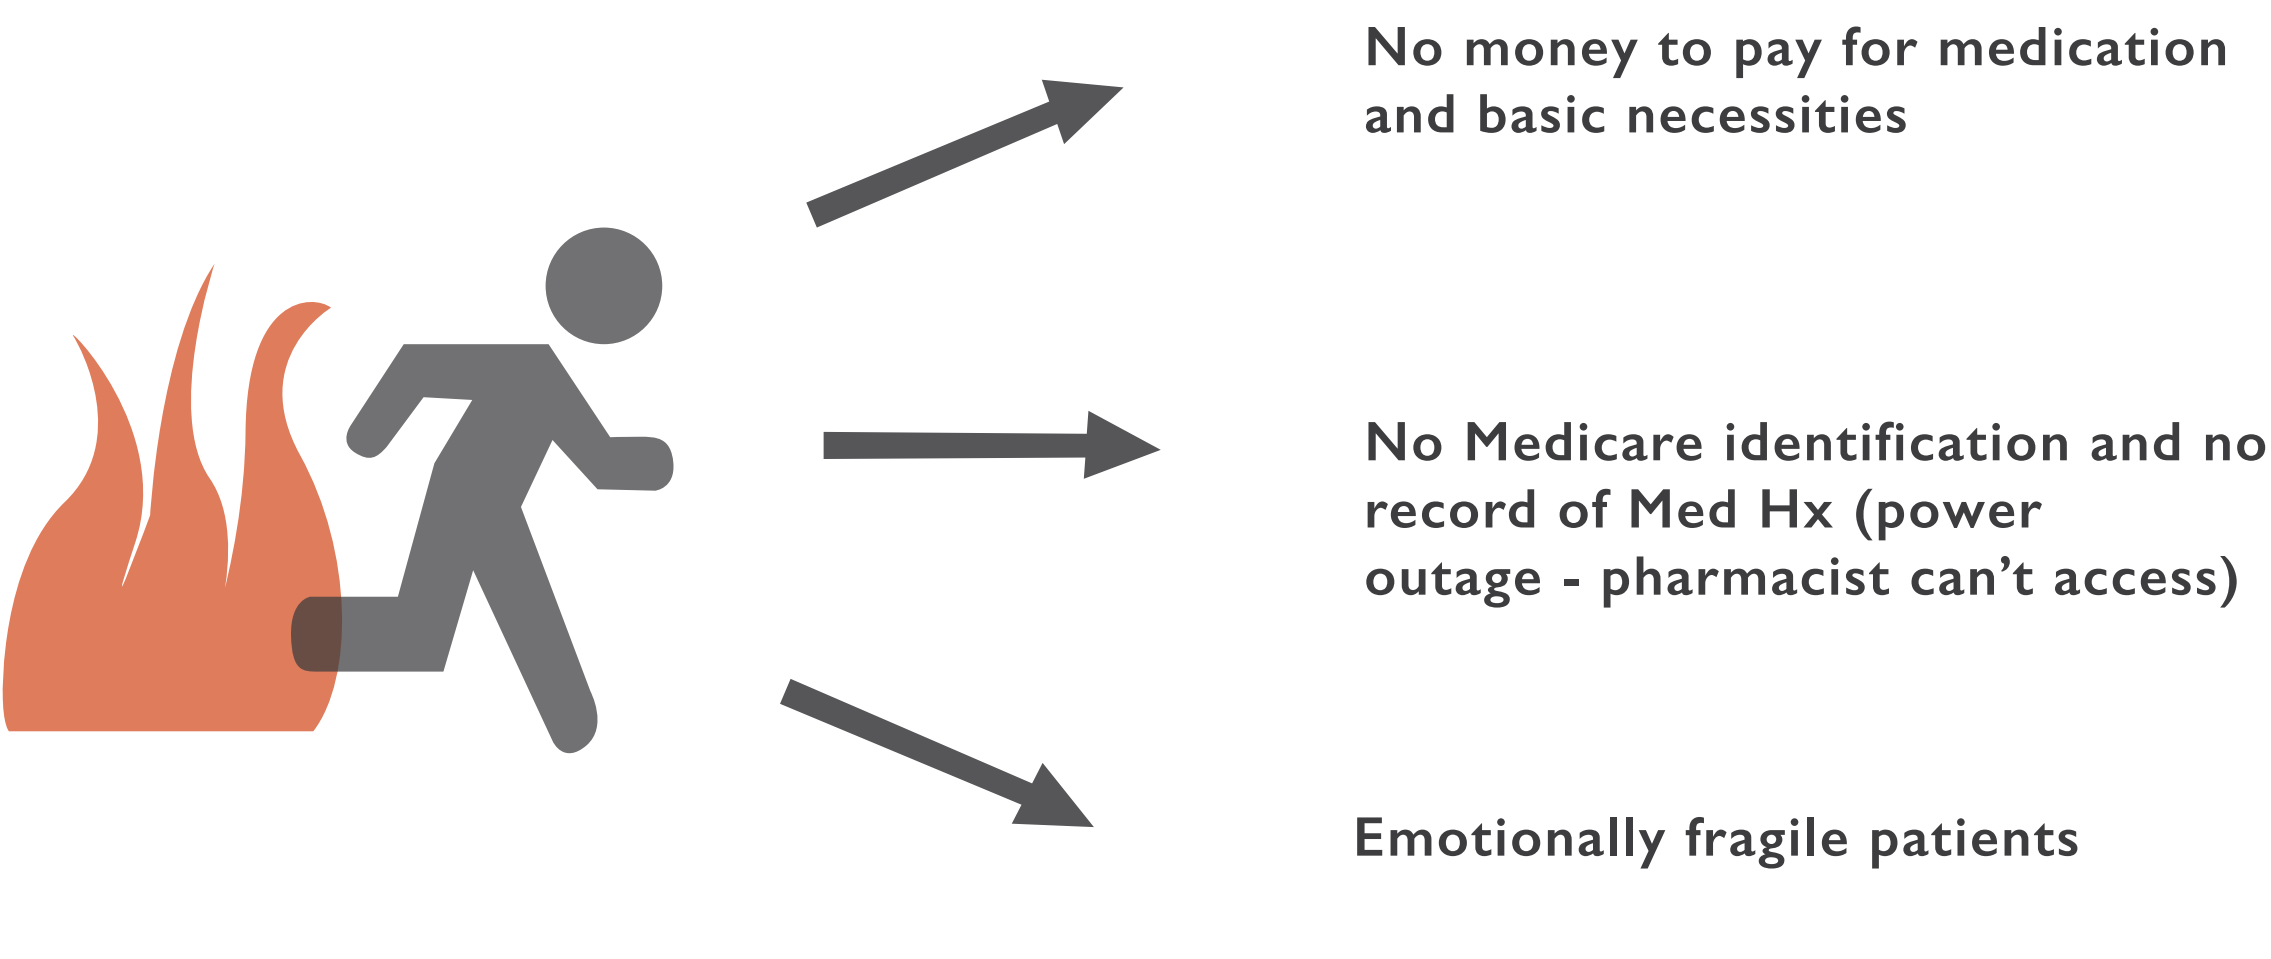 No money to pay for medication
and basic necessities
No Medicare identification and no
record of Med Hx (power
outage - pharmacist can’t access)
Emotionally fragile patients